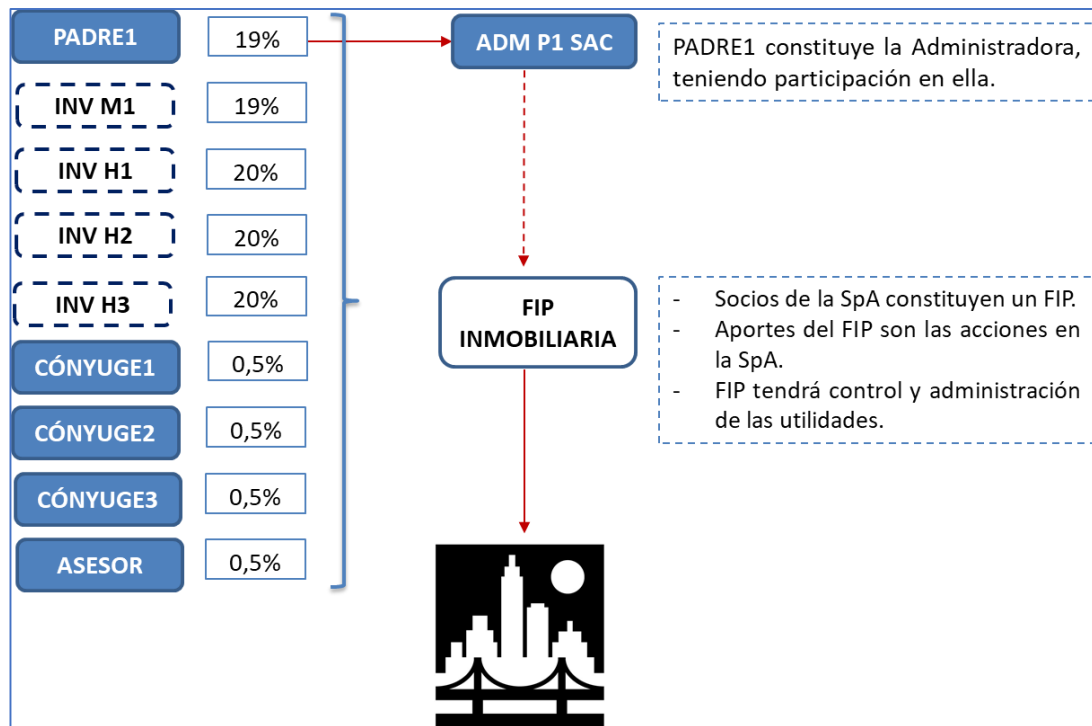 PADRE1
19%
ADM P1 SAC
PADRE1 constituye la Administradora,
teniendo participación en ella.
INV M1
19%
INV H1
20%
INV H2
20%
INV H3
20%
FIP
INMOBILIARIA
- Socios de la SpA constituyen un FIP.
- Aportes del FIP son las acciones en
la SpA.
- FIP tendrá control y administración
de las utilidades.
CÓNYUGE1
0,5%
CÓNYUGE2
0,5%
CÓNYUGE3
0,5%
ASESOR
0,5%